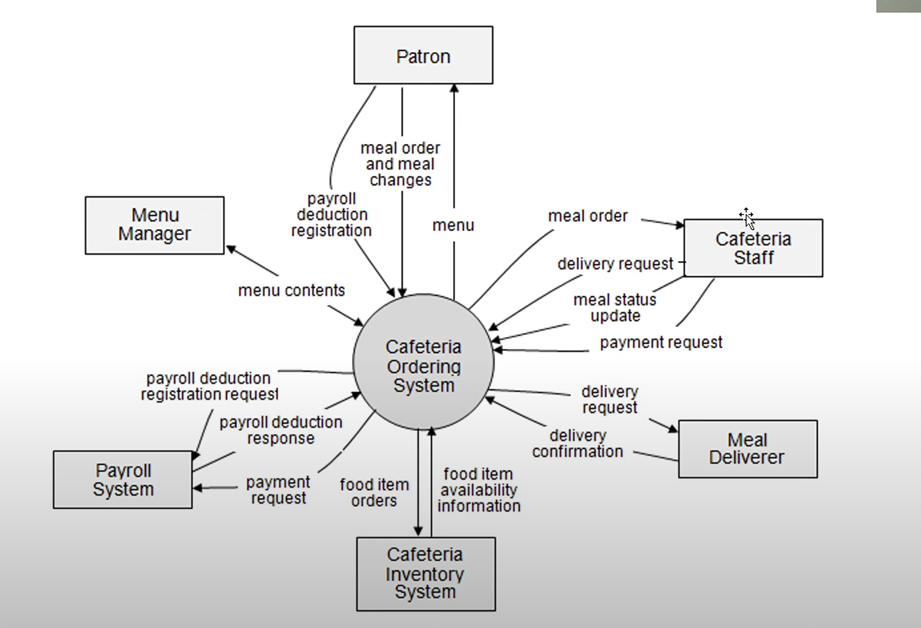 Patron
meal order
and meal
changes
payroll
deduction
registration
menu
Menu
Manager
meal order
Cafeteria
Staff
delivery request
menu contents
meal status
update
payment request
Cafeteria
Ordering
System
payroll deduction
registration request
delivery
request
payroll deduction
response
delivery
confirmation
Meal
Deliverer
Payroll
System
payment
request
food item
orders
food item
availability
information
Cafeteria
Inventory
System